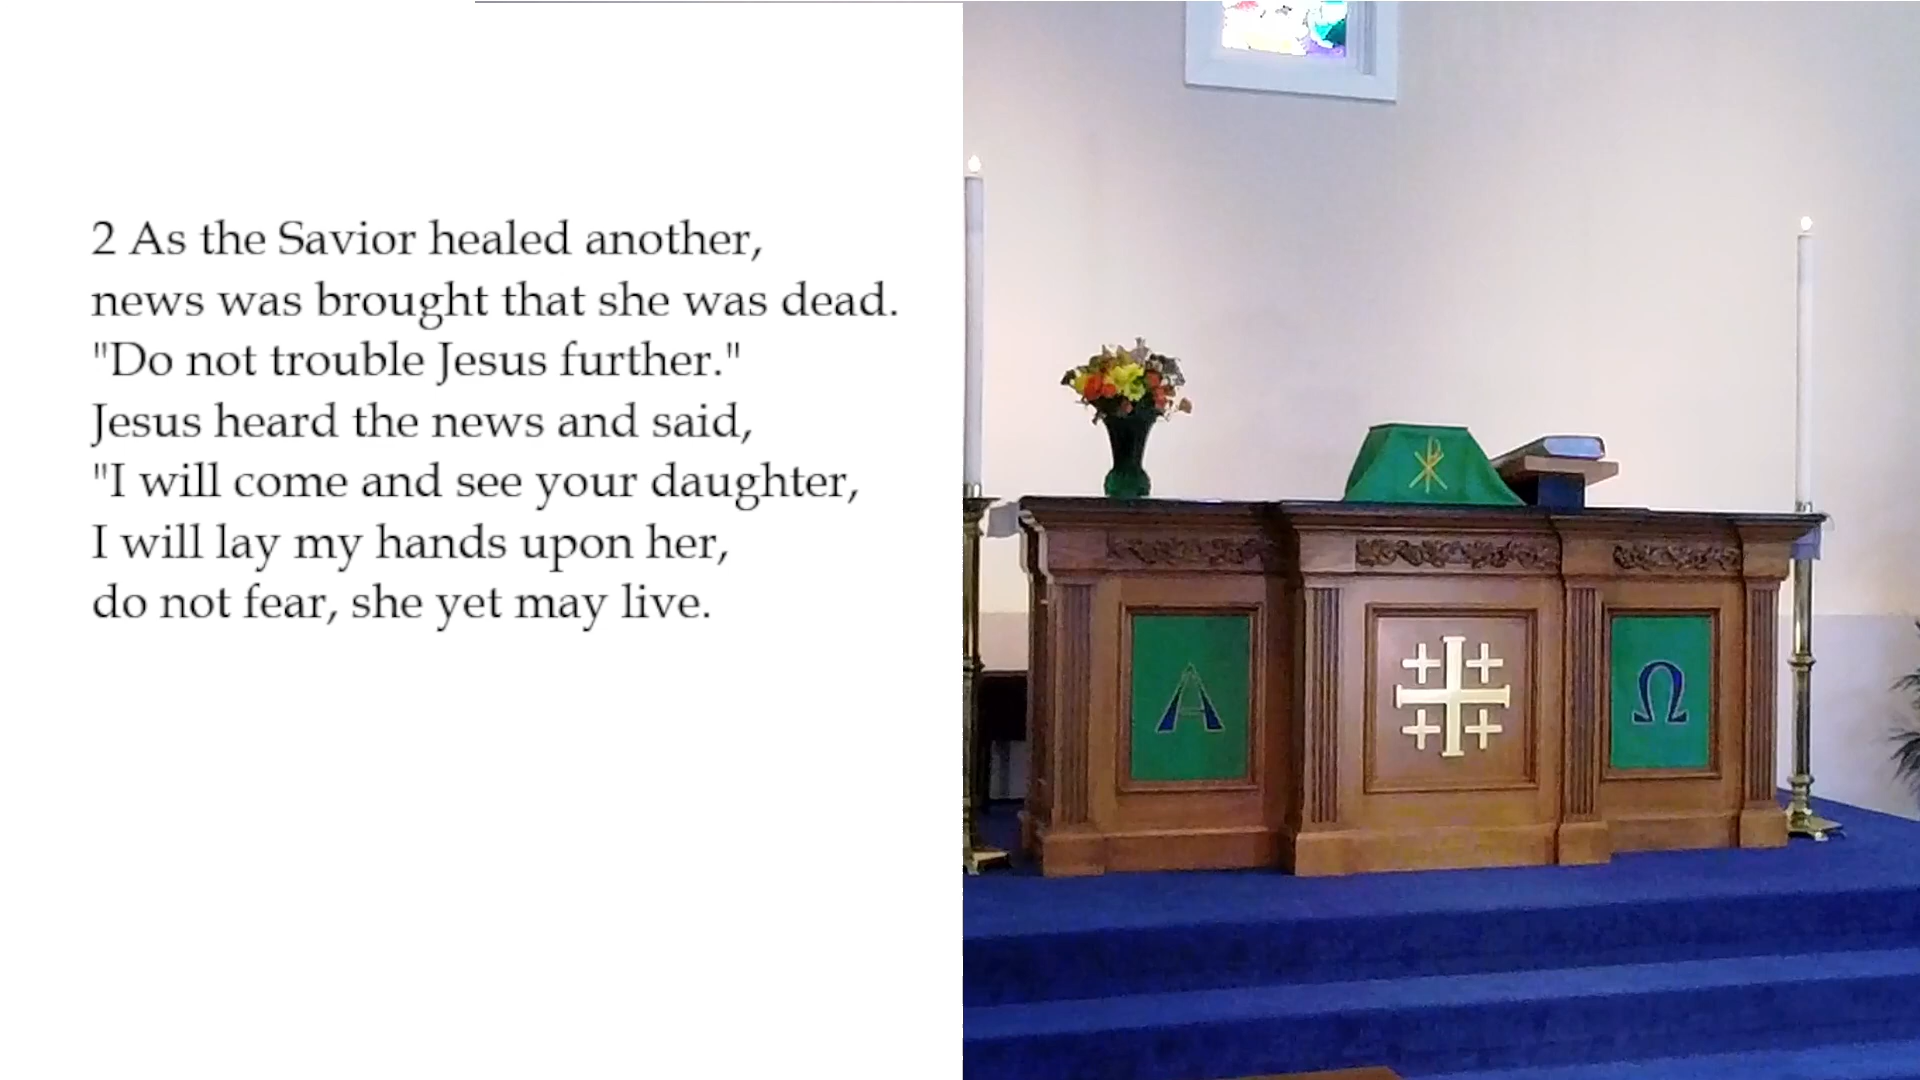 2 As the Savior healed another,
news was brought that she was dead.
"Do not trouble Jesus further."
Jesus heard the news and said,
"I will come and see your daughter,
I will lay my hands upon her,
do not fear, she yet may live.
Α
Ω